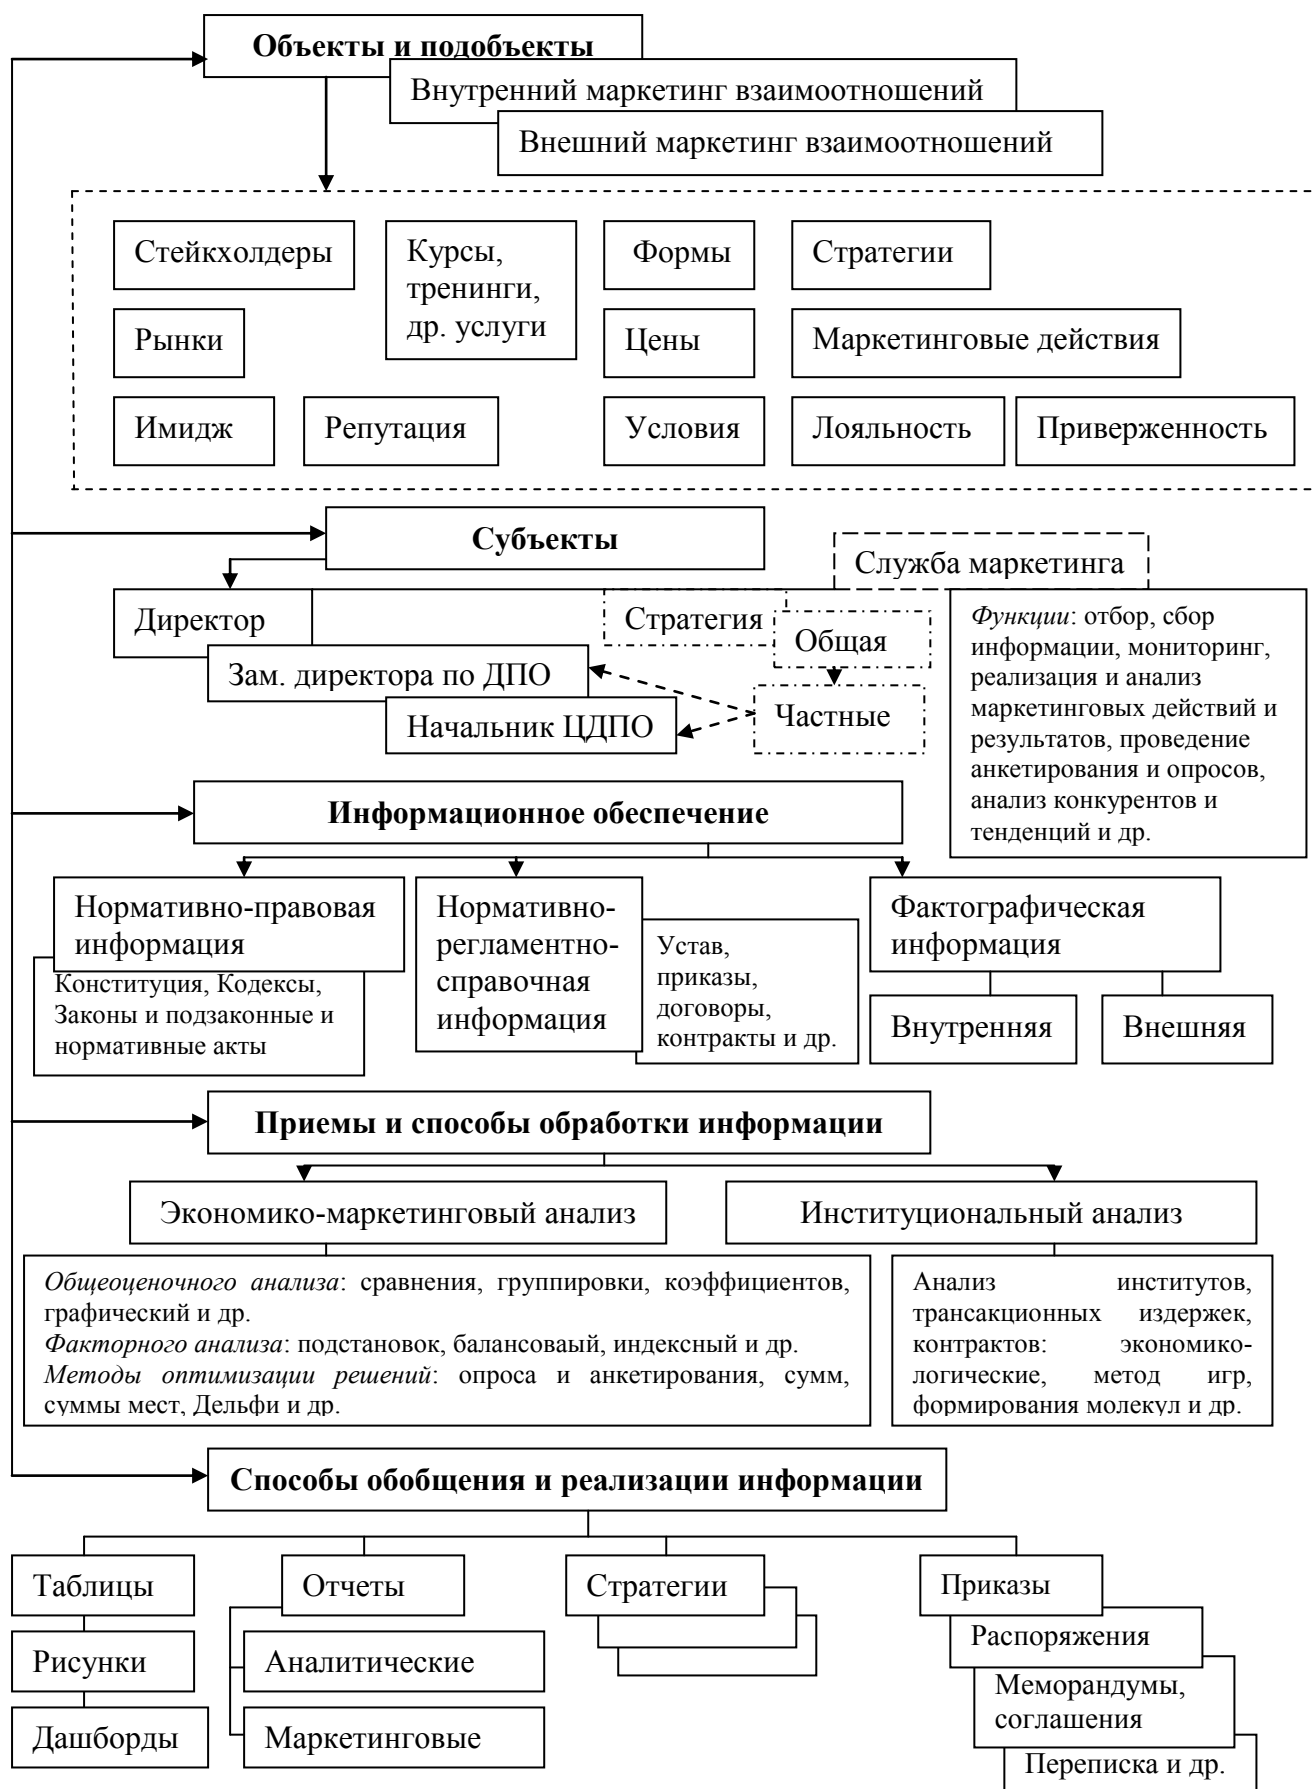 Объекты и подобъекты
Внутренний маркетинг взаимоотношений
Внешний маркетинг взаимоотношений
Стейкхолдеры
Курсы,
тренинги,
др. услуги
Формы
Стратегии
Рынки
Цены
Маркетинговые действия
Имидж
Репутация
Условия
Лояльность
Приверженность
Субъекты
Служба маркетинга
Директор
Стратегия
Общая
Зам. директора по ДПО
Начальник ЦДПО
Частные
Функции: отбор, сбор
информации, мониторинг,
реализация и анализ
маркетинговых действий и
результатов, проведение
анкетирования и опросов,
анализ конкурентов и
тенденций и др.
Информационное обеспечение
Нормативно-правовая
информация
Конституция, Кодексы,
Законы и подзаконные и
нормативные акты
Нормативно-
регламентно-
справочная
информация
Устав,
приказы,
договоры,
контракты и др.
Фактографическая
информация
Внутренняя
Внешняя
Приемы и способы обработки информации
Экономико-маркетинговый анализ
Институциональный анализ
Общеоценочного анализа: сравнения, группировки, коэффициентов,
графический и др.
Факторного анализа: подстановок, балансоваый, индексный и др.
Методы оптимизации решений: опроса и анкетирования, сумм,
суммы мест, Дельфи и др.
Анализ институтов,
трансакционных издержек,
контрактов: экономико-
логические, метод игр,
формирования молекул и др.
Способы обобщения и реализации информации
Таблицы
Рисунки
Дашборды
Отчеты
Аналитические
Маркетинговые
Стратегии
Приказы
Распоряжения
Меморандумы,
соглашения
Переписка и др.